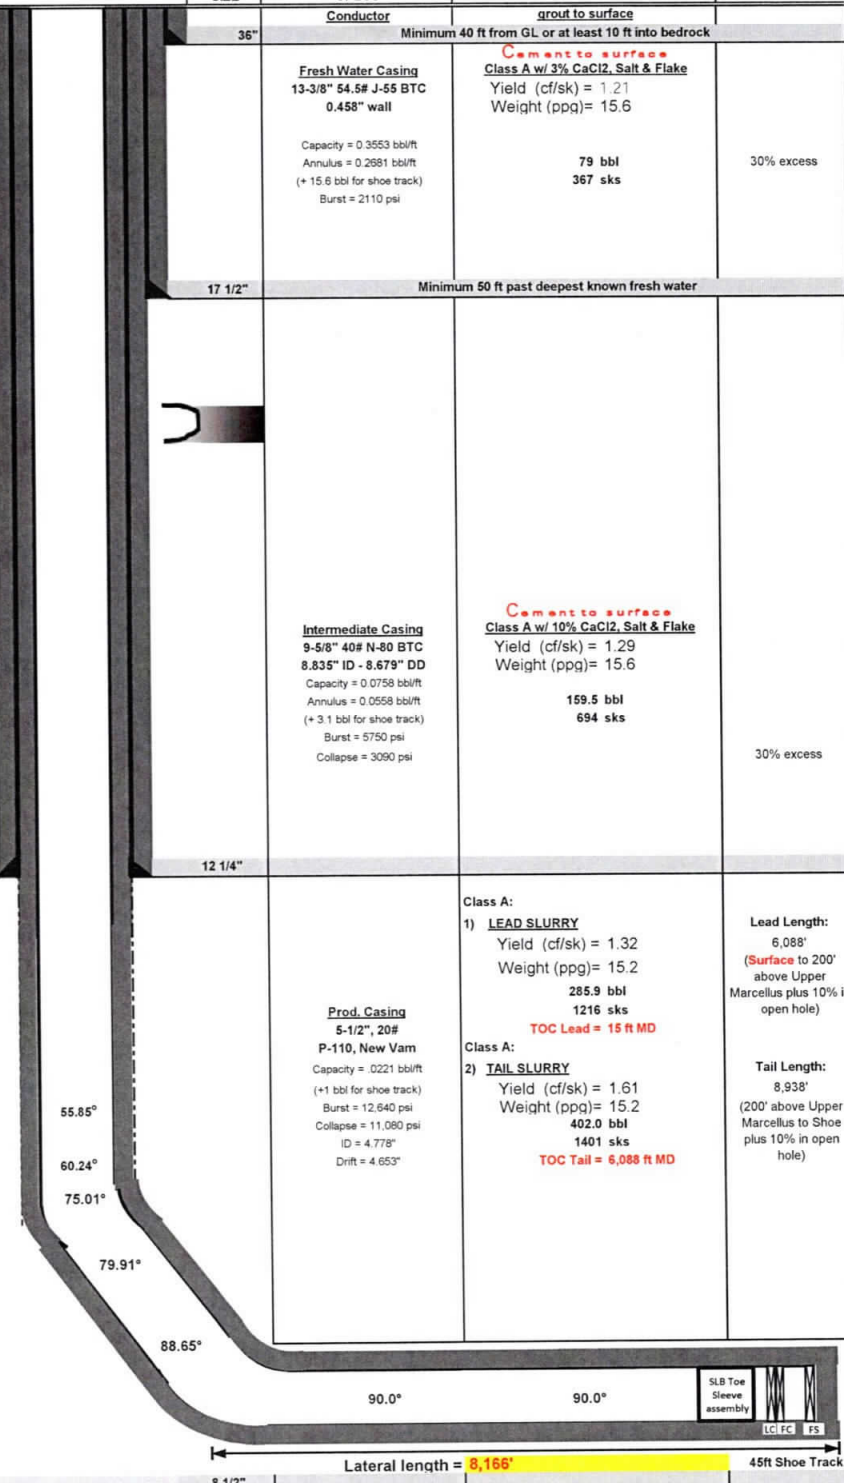 Conductor
grout to surface
36"
Minimum 40 ft from GL or at least 10 ft into bedrock
Cement to surface
Fresh Water Casing
13-3/8" 54.5# J-55 BTC
0.458" wall
Capacity = 0.3553 bbl/ft
Annulus = 0.2681 bbl/ft
(+ 15.6 bbl for shoe track)
Burst = 2110 psi
Class A w/ 3% CaCl2, Salt & Flake
Yield (cf/sk) = 1.21
Weight (ppg)= 15.6
79 bbl
367 sks
30% excess
17 1/2"
Minimum 50 ft past deepest known fresh water
Intermediate Casing
9-5/8" 40# N-80 BTC
8.835" ID - 8.679" DD
Capacity = 0.0758 bbl/ft
Annulus = 0.0558 bbl/ft
(+ 3.1 bbl for shoe track)
Burst = 5750 psi
Collapse = 3090 psi
Cement to surface
Class A w/ 10% CaCl2, Salt & Flake
Yield (cf/sk) = 1.29
Weight (ppg)= 15.6
159.5 bbl
694 sks
30% excess
12 1/4"
Prod. Casing
5-1/2", 20#
P-110, New Vam
Capacity = .0221 bbl/ft
(+1 bbl for shoe track)
Burst = 12,640 psi
Collapse = 11,080 psi
ID = 4.778"
Drift = 4.653"
Class A:
1) LEAD SLURRY
Yield (cf/sk) = 1.32
Weight (ppg)= 15.2
285.9 bbl
1216 sks
TOC Lead = 15 ft MD
Class A:
2) TAIL SLURRY
Yield (cf/sk) = 1.61
Weight (ppg)= 15.2
402.0 bbl
1401 sks
TOC Tail = 6,088 ft MD
Lead Length:
6,088'
(Surface to 200'
above Upper
Marcellus plus 10% i
open hole)
Tail Length:
8,938'
(200' above Upper
Marcellus to Shoe
plus 10% in open
hole)
55.85°
60.24°
75.01°
79.91°
88.65°
90.0°
90.0°
SLB Toe
Sleeve
assembly
LC FC FS
Lateral length = 8,166'
45ft Shoe Track
8 1/2"